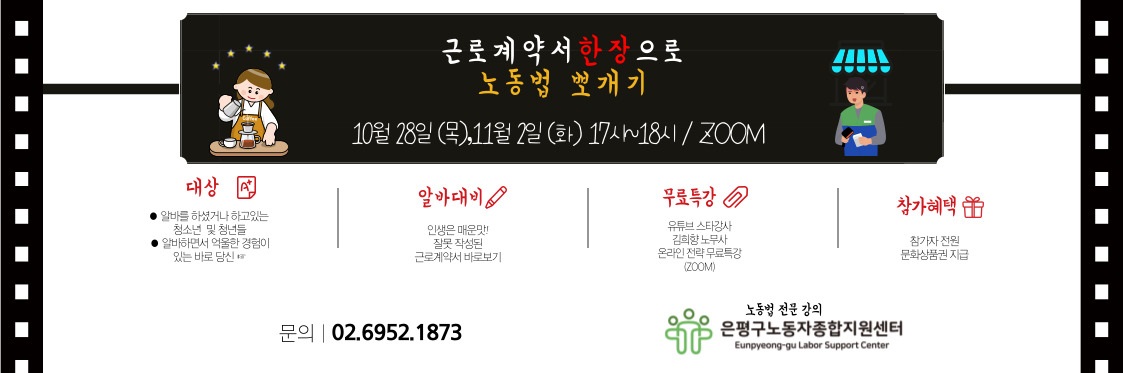 근로계약서한장으로
노동법 뽀개기
10월 28일 (목),11월 2일 (화) 17시~18시 / ZOOM
대상
A+
● 알바를 하셨거나 하고있는
청소년 및 청년들
● 알바하면서 억울한 경험이
있는 바로 당신 ☞
알바대비
인생은 매운맛!
잘못 작성된
근로계약서 바로보기
무료특강
유튜브 스타강사
김희향 노무사
온라인 전략 무료특강
(ZOOM)
참가혜택
참가자 전원
문화상품권 지급
문의 | 02.6952.1873
노동법 전문 강의
은평구노동자종합지원센터
Eunpyeong-gu Labor Support Center